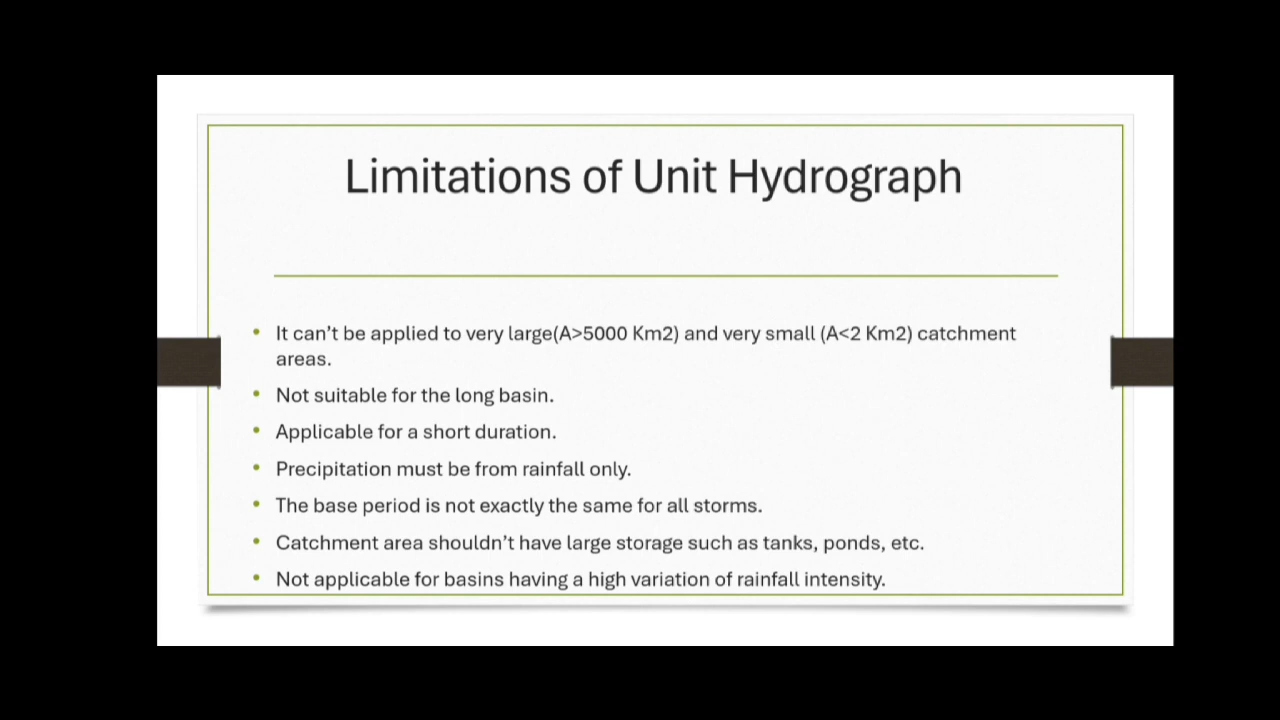 Limitations of Unit Hydrograph
• It can’t be applied to very large(A>5000 Km2) and very small (A<2 Km2) catchment
areas.
• Not suitable for the long basin.
• Applicable for a short duration.
• Precipitation must be from rainfall only.
• The base period is not exactly the same for all storms.
• Catchment area shouldn’t have large storage such as tanks, ponds, etc.
• Not applicable for basins having a high variation of rainfall intensity.